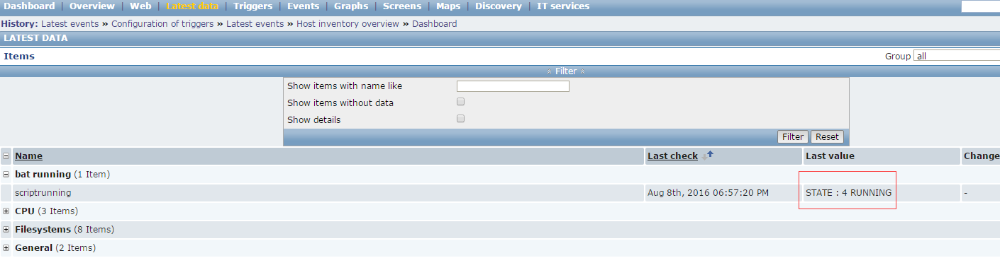 Dashboard | Overview | Web | Latest data | Triggers | Events | Graphs | Screens | Maps | Discovery | IT services
History: Latest events » Configuration of triggers » Latest events » Host inventory overview » Dashboard
LATEST DATA
Items Group all
Filter
Show items with name like
Show items without data
Show details
Filter Reset
Name Last check Last value Change
bat running (1 Item)
scriptrunning Aug 8th, 2016 06:57:20 PM STATE : 4 RUNNING -
CPU (3 Items)
Filesystems (8 Items)
General (2 Items)